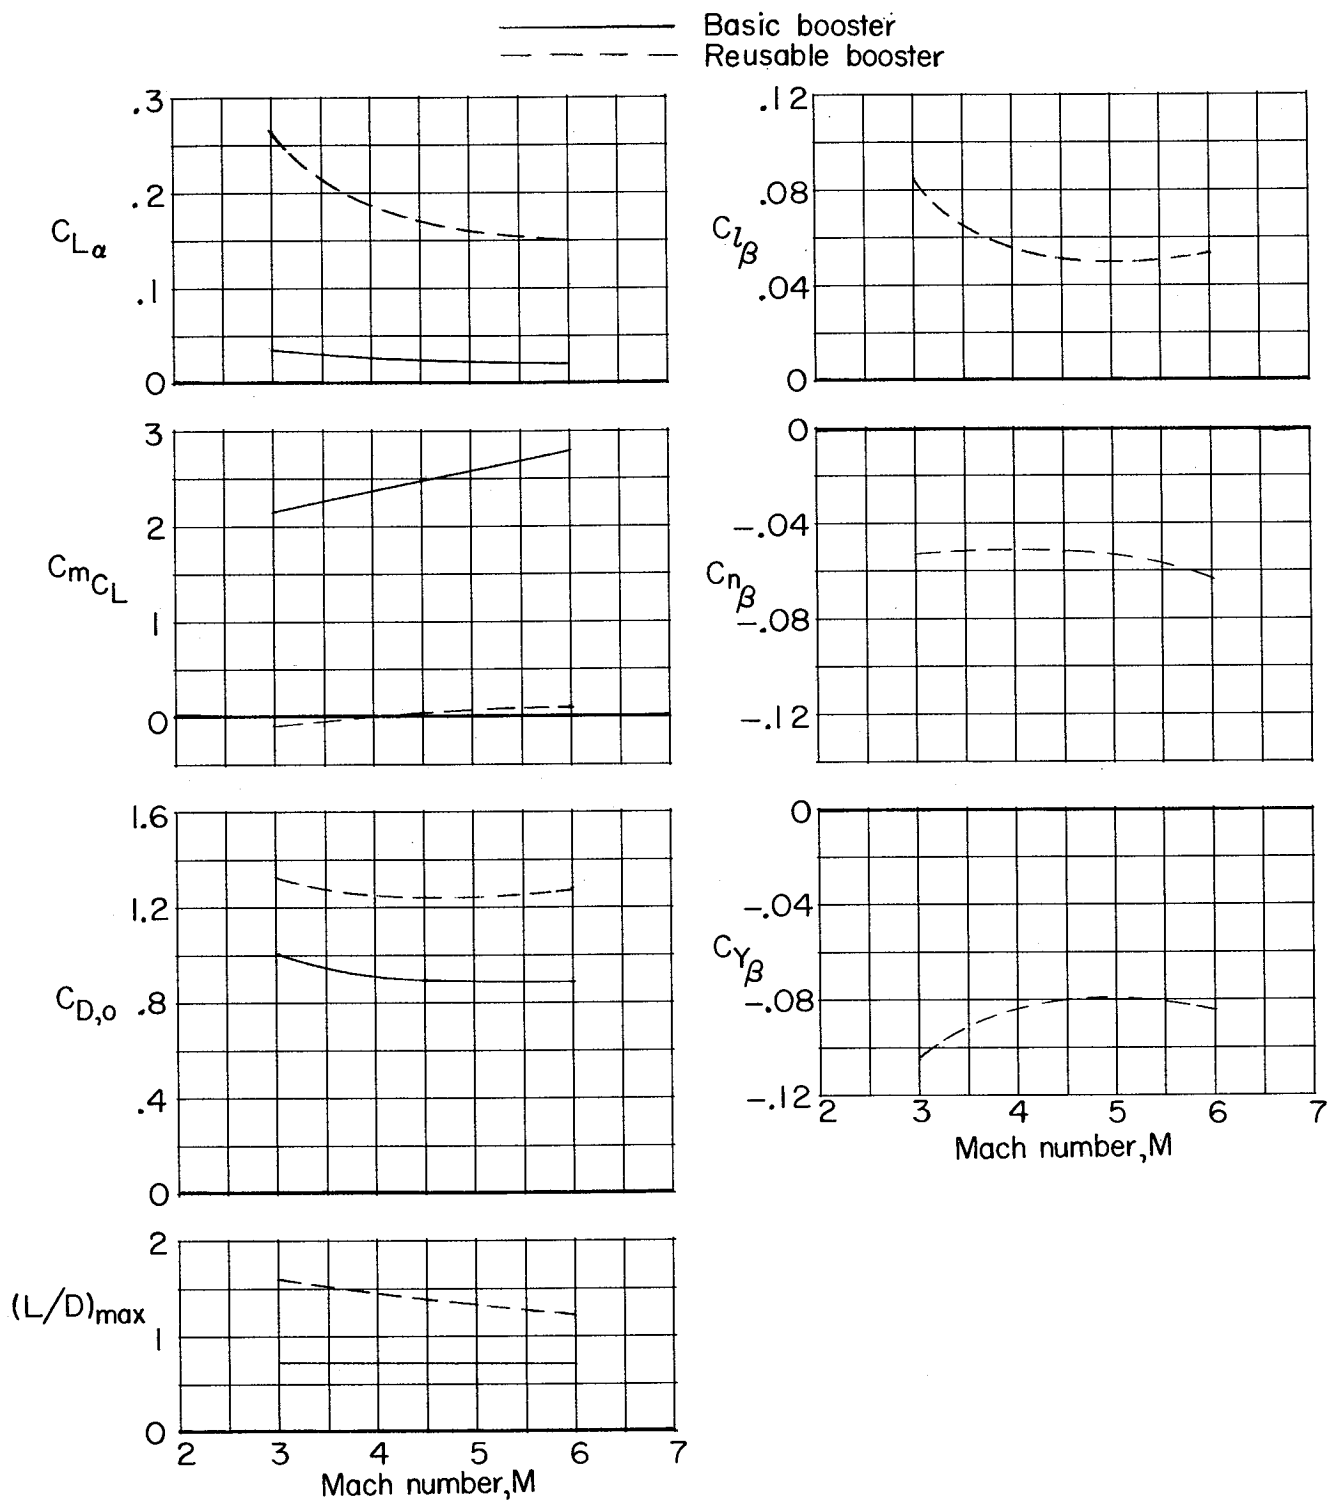 Basic booster
Reusable booster
.3
.2
.1
0
C_Lα
3
2
1
0
C_mC_L
1.6
1.2
.8
.4
0
C_D,o
2
1
0
(L/D)max
2 3 4 5 6 7
Mach number, M
.12
.08
.04
0
C_lβ
0
-.04
-.08
-.12
C_nβ
0
-.04
-.08
-.12
C_Yβ
2 3 4 5 6 7
Mach number, M